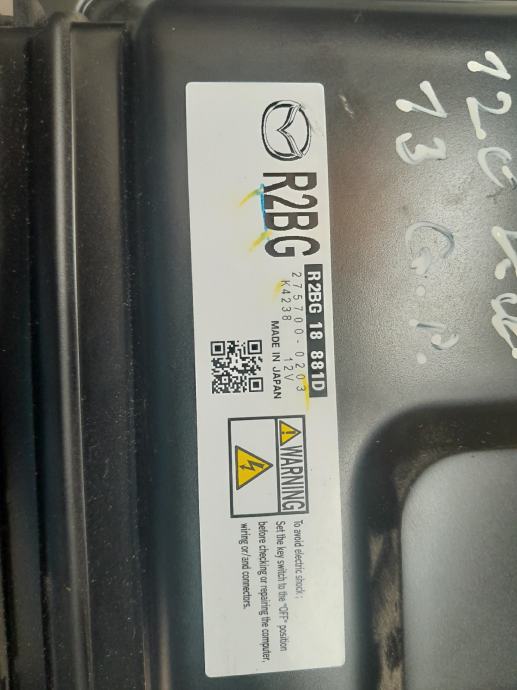 R2BG
R2BG 18 881D
275700-0203
K4238 12V
MADE IN JAPAN
WARNING
To avoid electric shock ;
Set the key switch to the "OFF" position
before checking or repairing the computer,
wiring or/and connectors.
13